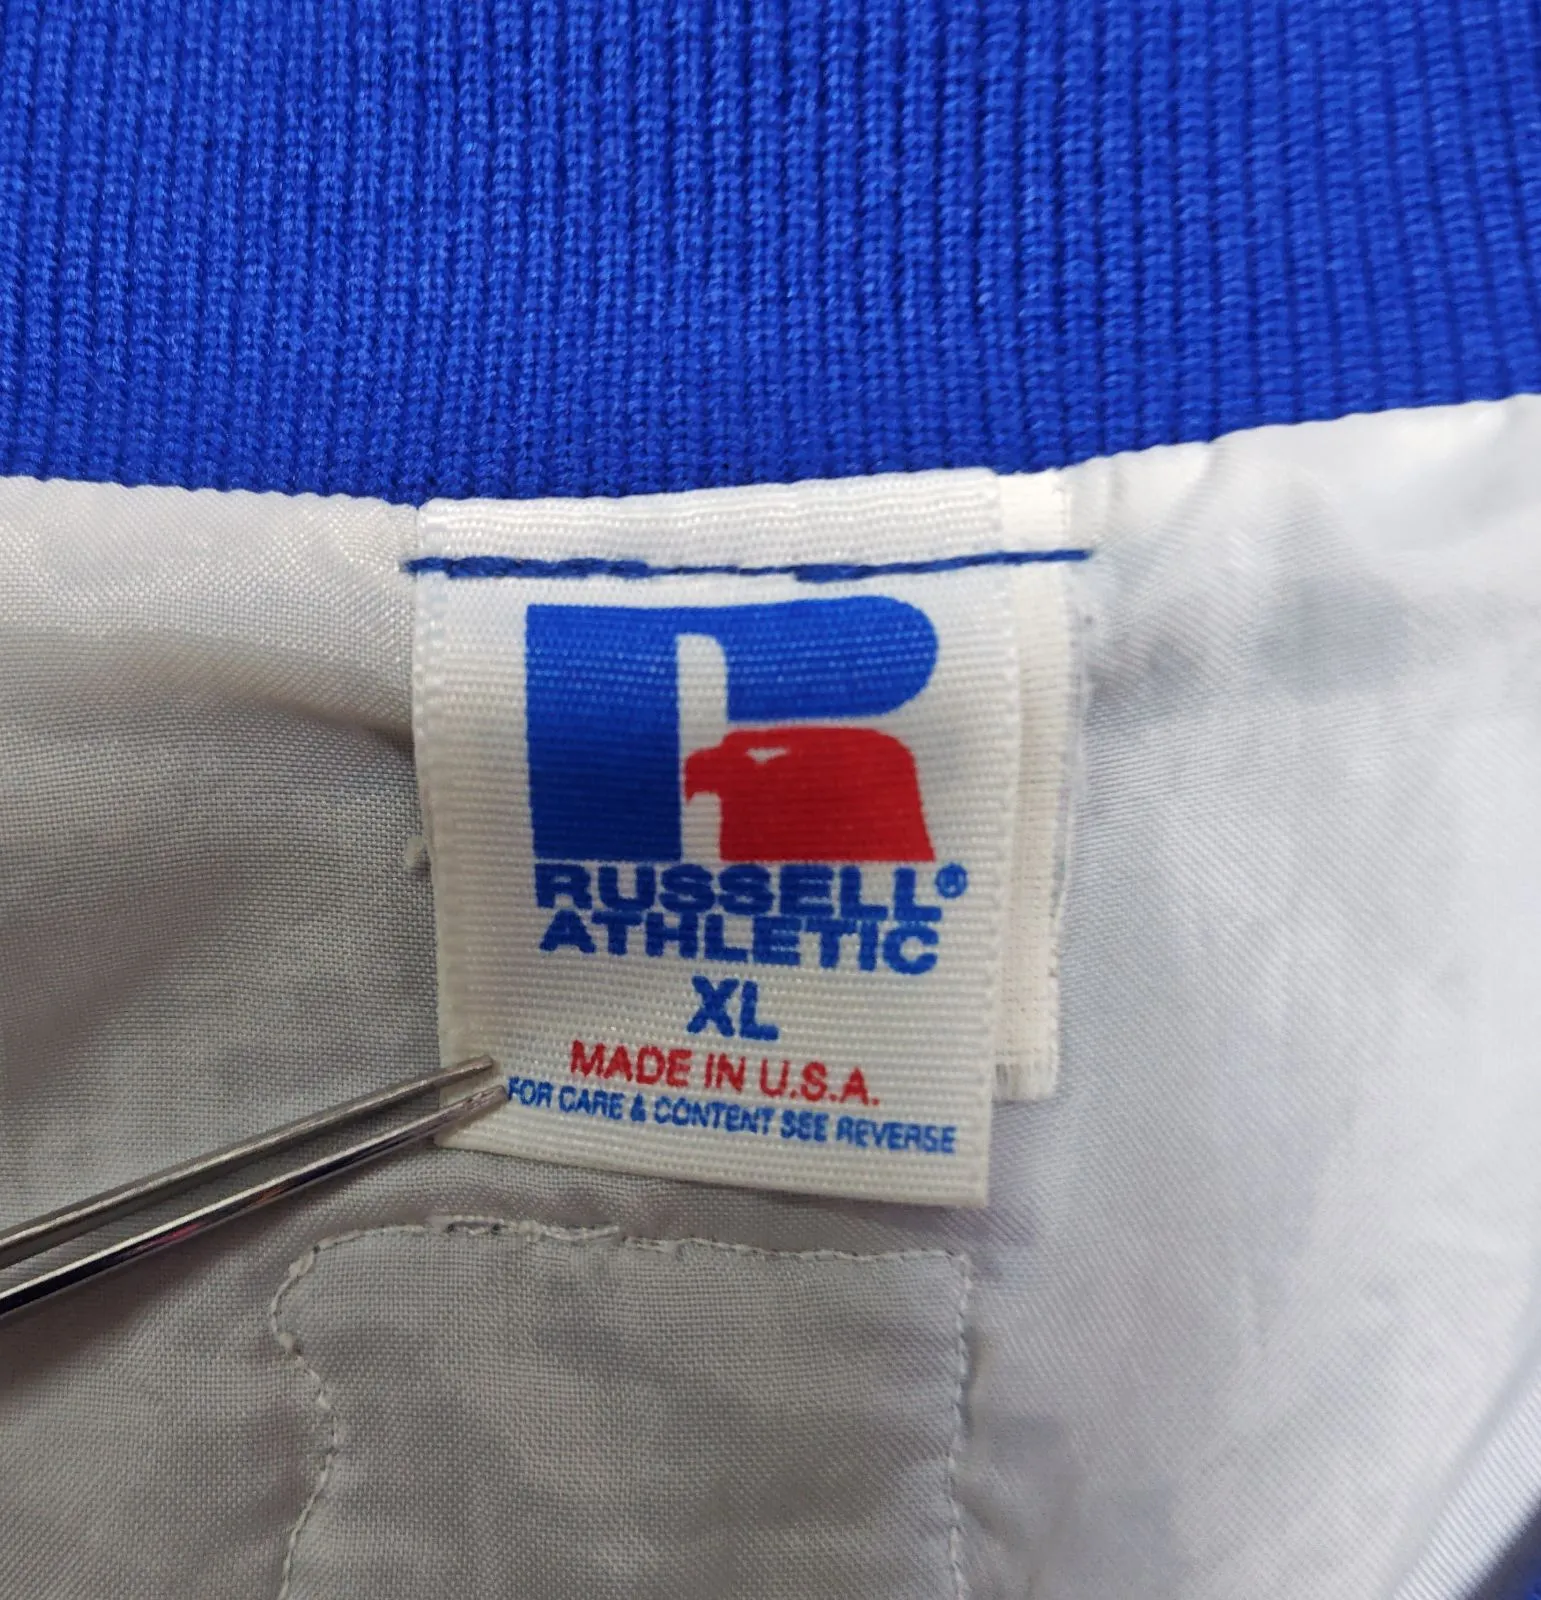 R
RUSSELL®
ATHLETIC
XL
MADE IN U.S.A.
FOR CARE & CONTENT SEE REVERSE